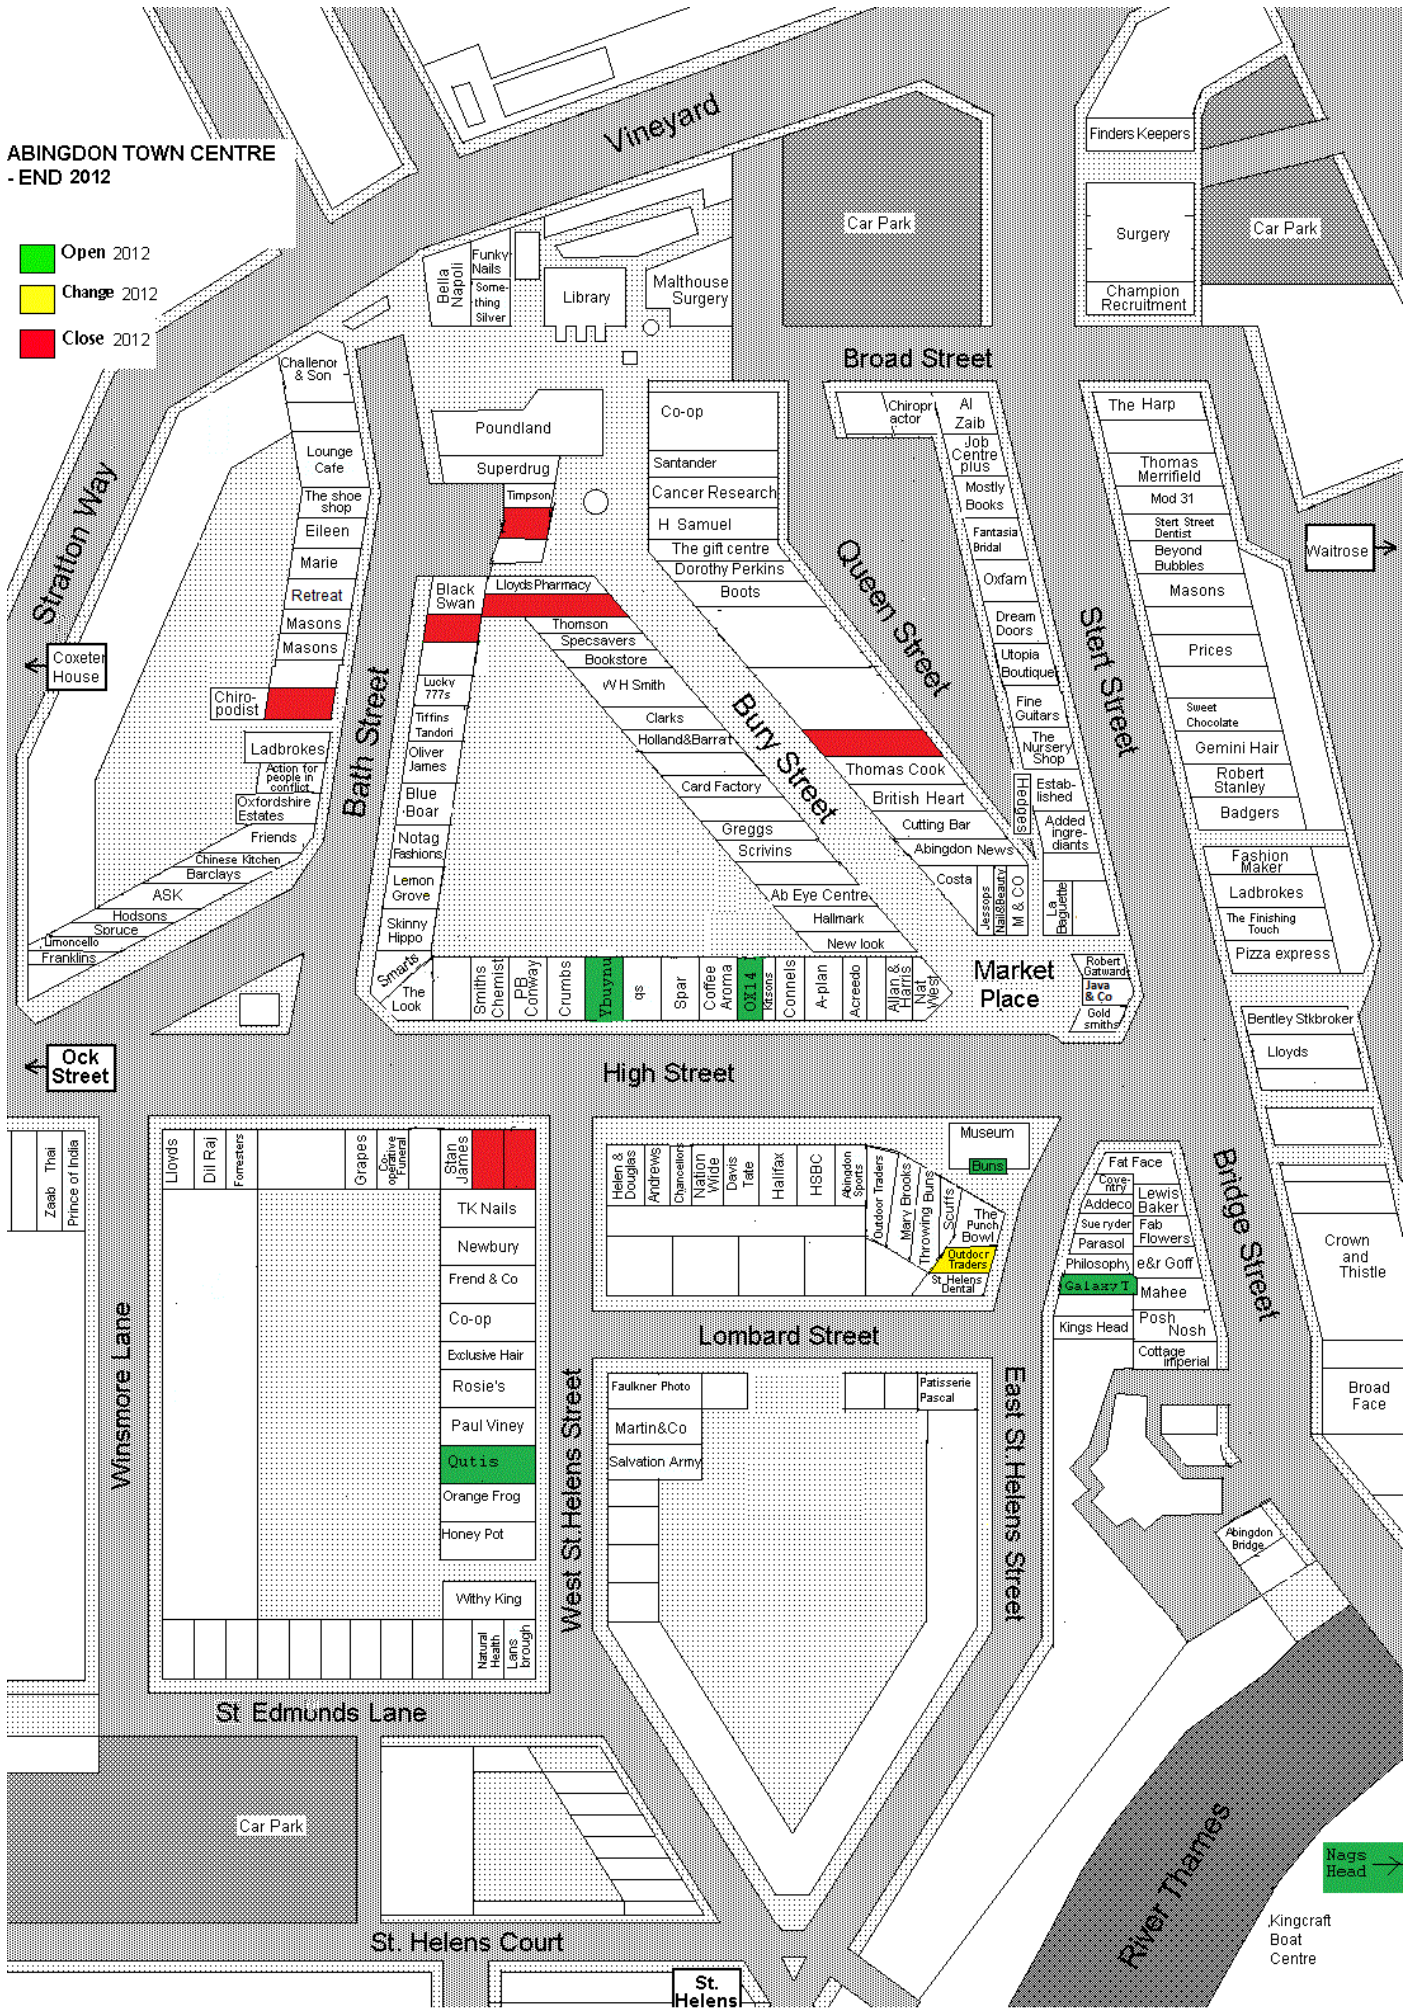 ABINGDON TOWN CENTRE
- END 2012
Open 2012
Change 2012
Close 2012
Vineyard
Finders Keepers
Car Park
Surgery
Car Park
Champion
Recruitment
Bella
Napoli
Funky
Nails
Some-
thing
Silver
Library
Malthouse
Surgery
Broad Street
Challenor
& Son
Lounge
Cafe
The shoe
shop
Eileen
Marie
Retreat
Masons
Masons
Chiro-
podist
Ladbrokes
Action for
people in
conflict
Oxfordshire
Estates
Friends
Chinese Kitchen
Barclays
ASK
Hodsons
Spruce
Limoncello
Franklins
Stratton Way
Coxeter
House
Bath Street
Poundland
Superdrug
Timpson
Lloyds Pharmacy
Black
Swan
Lucky
777s
Tiffins
Tandori
Oliver
James
Blue
Boar
Notag
Fashions
Lemon
Grove
Skinny
Hippo
Smarts
The
Look
Thomson
Specsavers
Bookstore
W H Smith
Clarks
Holland&Barrat
Card Factory
Greggs
Scrivins
Ab Eye Centre
Hallmark
New look
Bury Street
Co-op
Santander
Cancer Research
H Samuel
The gift centre
Dorothy Perkins
Boots
Thomas Cook
British Heart
Cutting Bar
Abingdon News
Costa
Jessops
Nail&Beauty
M & CO
Queen Street
Chiropr
actor
Al
Zaib
Job
Centre
plus
Mostly
Books
Fantasia
Bridal
Oxfam
Dream
Doors
Utopia
Boutique
Fine
Guitars
The
Nursery
Shop
Hedges
Estab-
lished
Added
ingre-
diants
La
Baguette
Stert Street
The Harp
Thomas
Merrifield
Mod 31
Stert Street
Dentist
Beyond
Bubbles
Masons
Prices
Sweet
Chocolate
Gemini Hair
Robert
Stanley
Badgers
Fashion
Maker
Ladbrokes
The Finishing
Touch
Pizza express
Bentley Stkbroker
Lloyds
Waitrose
Smiths
Chemist
PB
Conway
Crumbs
Ybuynu
qs
Spar
Coffee
Aroma
OX14
Kitsons
Connels
A-plan
Acreedo
Allan &
Harris
Nat
West
Market
Place
Robert
Gatward
Java
& Co
Gold
smiths
Ock
Street
High Street
Zaab Thai
Prince of India
Lloyds
Dil Raj
Forresters
Grapes
Co-
operative
Funeral
Stan
James
TK Nails
Newbury
Frend & Co
Co-op
Exclusive Hair
Rosie's
Paul Viney
Qutis
Orange Frog
Honey Pot
Withy King
Natural
Health
Lans
brough
Winsmore Lane
West St.Helens Street
Helen &
Douglas
Andrews
Chancellors
Nation
Wide
Davis
Tate
Halifax
HSBC
Abingdon
Spots
Outdoor Traders
Mary Brooks
Throwing Buns
Scuffs
The
Punch
Bowl
Outdoor
Traders
St.Helens
Dental
Museum
Buns
Fat Face
Cove-
ntry
Addeco
Sue ryder
Parasol
Philosophy
Galaxy T
Kings Head
Lewis
Baker
Fab
Flowers
e&r Goff
Mahee
Posh
Nosh
Cottage
imperial
Bridge Street
Crown
and
Thistle
Broad
Face
Lombard Street
Faulkner Photo
Martin&Co
Salvation Army
Patisserie
Pascal
East St.Helens Street
Abingdon
Bridge
St Edmunds Lane
Car Park
St. Helens Court
St.
Helens
River Thames
Nags
Head
Kingcraft
Boat
Centre